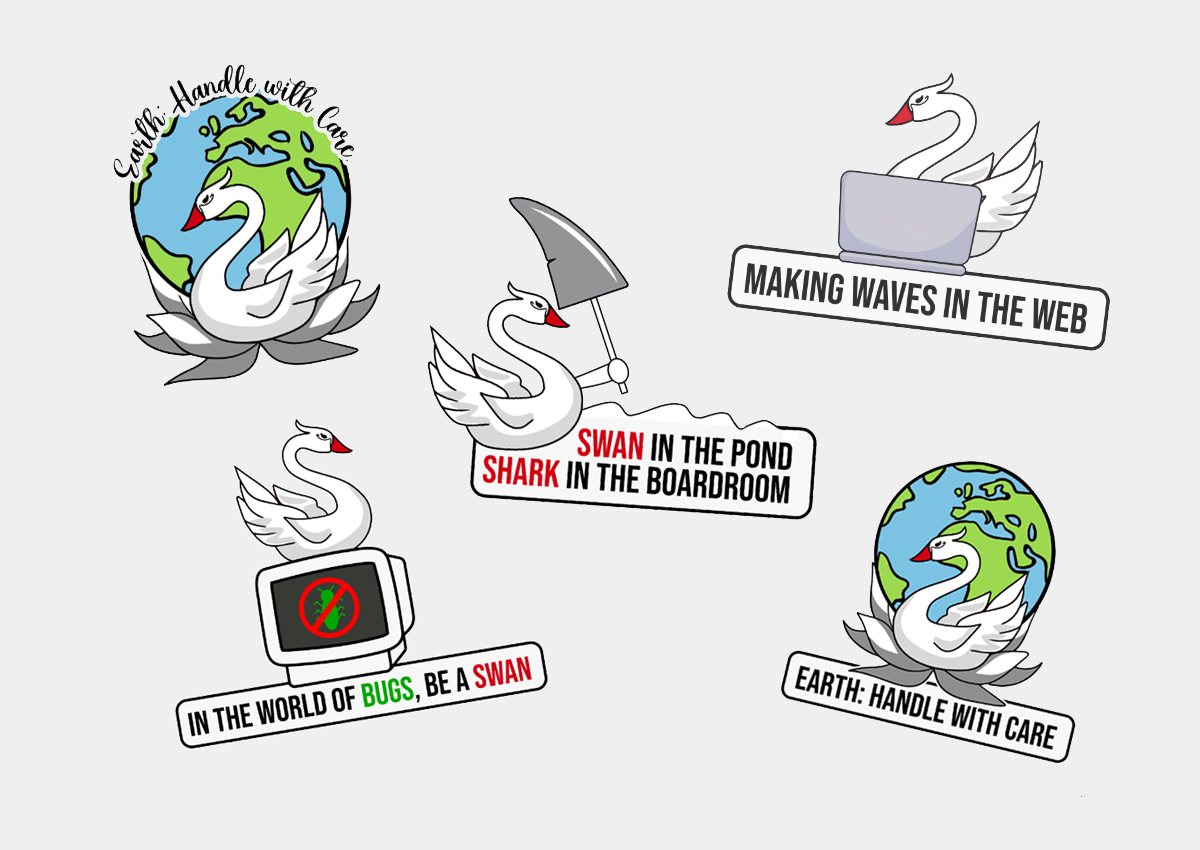 Earth: Handle with Care
MAKING WAVES IN THE WEB
SWAN IN THE POND
SHARK IN THE BOARDROOM
IN THE WORLD OF BUGS, BE A SWAN
EARTH: HANDLE WITH CARE